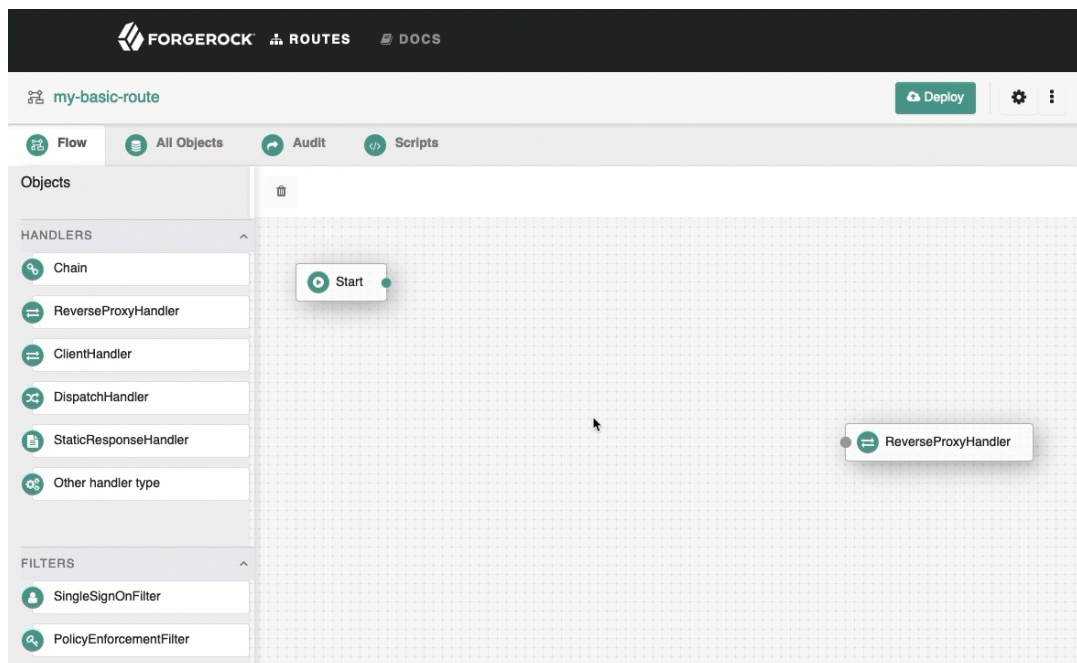 FORGEROCK ROUTES DOCS
my-basic-route Deploy
Flow All Objects Audit Scripts
Objects
HANDLERS
Start
Chain
ReverseProxyHandler
ClientHandler
DispatchHandler
StaticResponseHandler
ReverseProxyHandler
Other handler type
FILTERS
SingleSignOnFilter
PolicyEnforcementFilter